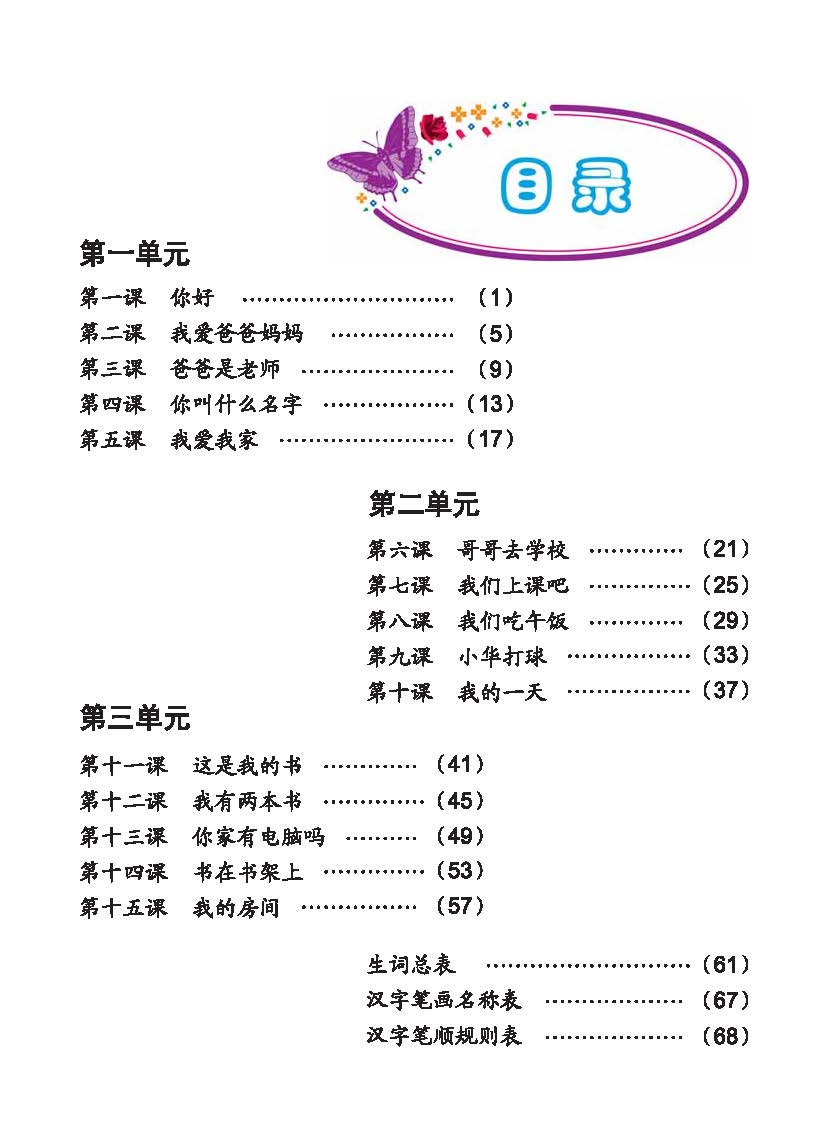 目录
第一单元
第一课 你好 ………………………… （1）
第二课 我爱爸爸妈妈 ……………… （5）
第三课 爸爸是老师 ………………… （9）
第四课 你叫什么名字 ………………（13）
第五课 我爱我家 ……………………（17）
第二单元
第六课 哥哥去学校 ………… （21）
第七课 我们上课吧 …………（25）
第八课 我们吃午饭 ………… （29）
第九课 小华打球 ……………（33）
第十课 我的一天 ……………（37）
第三单元
第十一课 这是我的书 ………… （41）
第十二课 我有两本书 …………（45）
第十三课 你家有电脑吗 ……… （49）
第十四课 书在书架上 …………（53）
第十五课 我的房间 …………… （57）
生词总表 ………………………（61）
汉字笔画名称表 ……………… （67）
汉字笔顺规则表 ……………… （68）